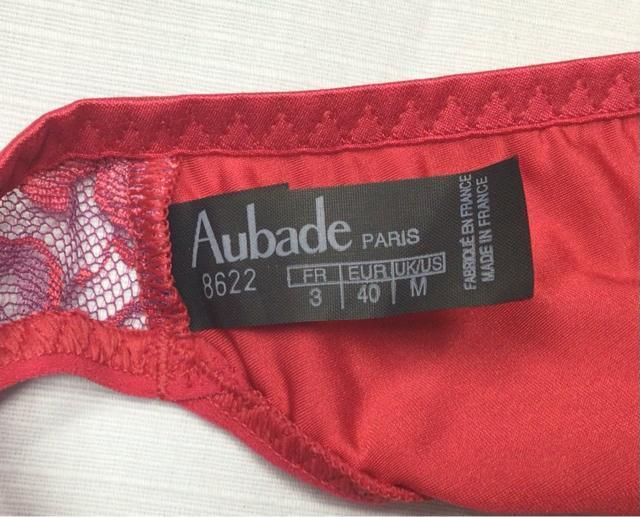 Aubade PARIS
8622
FR EUR UK/US
3 40 M
FABRIQUÉ EN FRANCE
MADE IN FRANCE